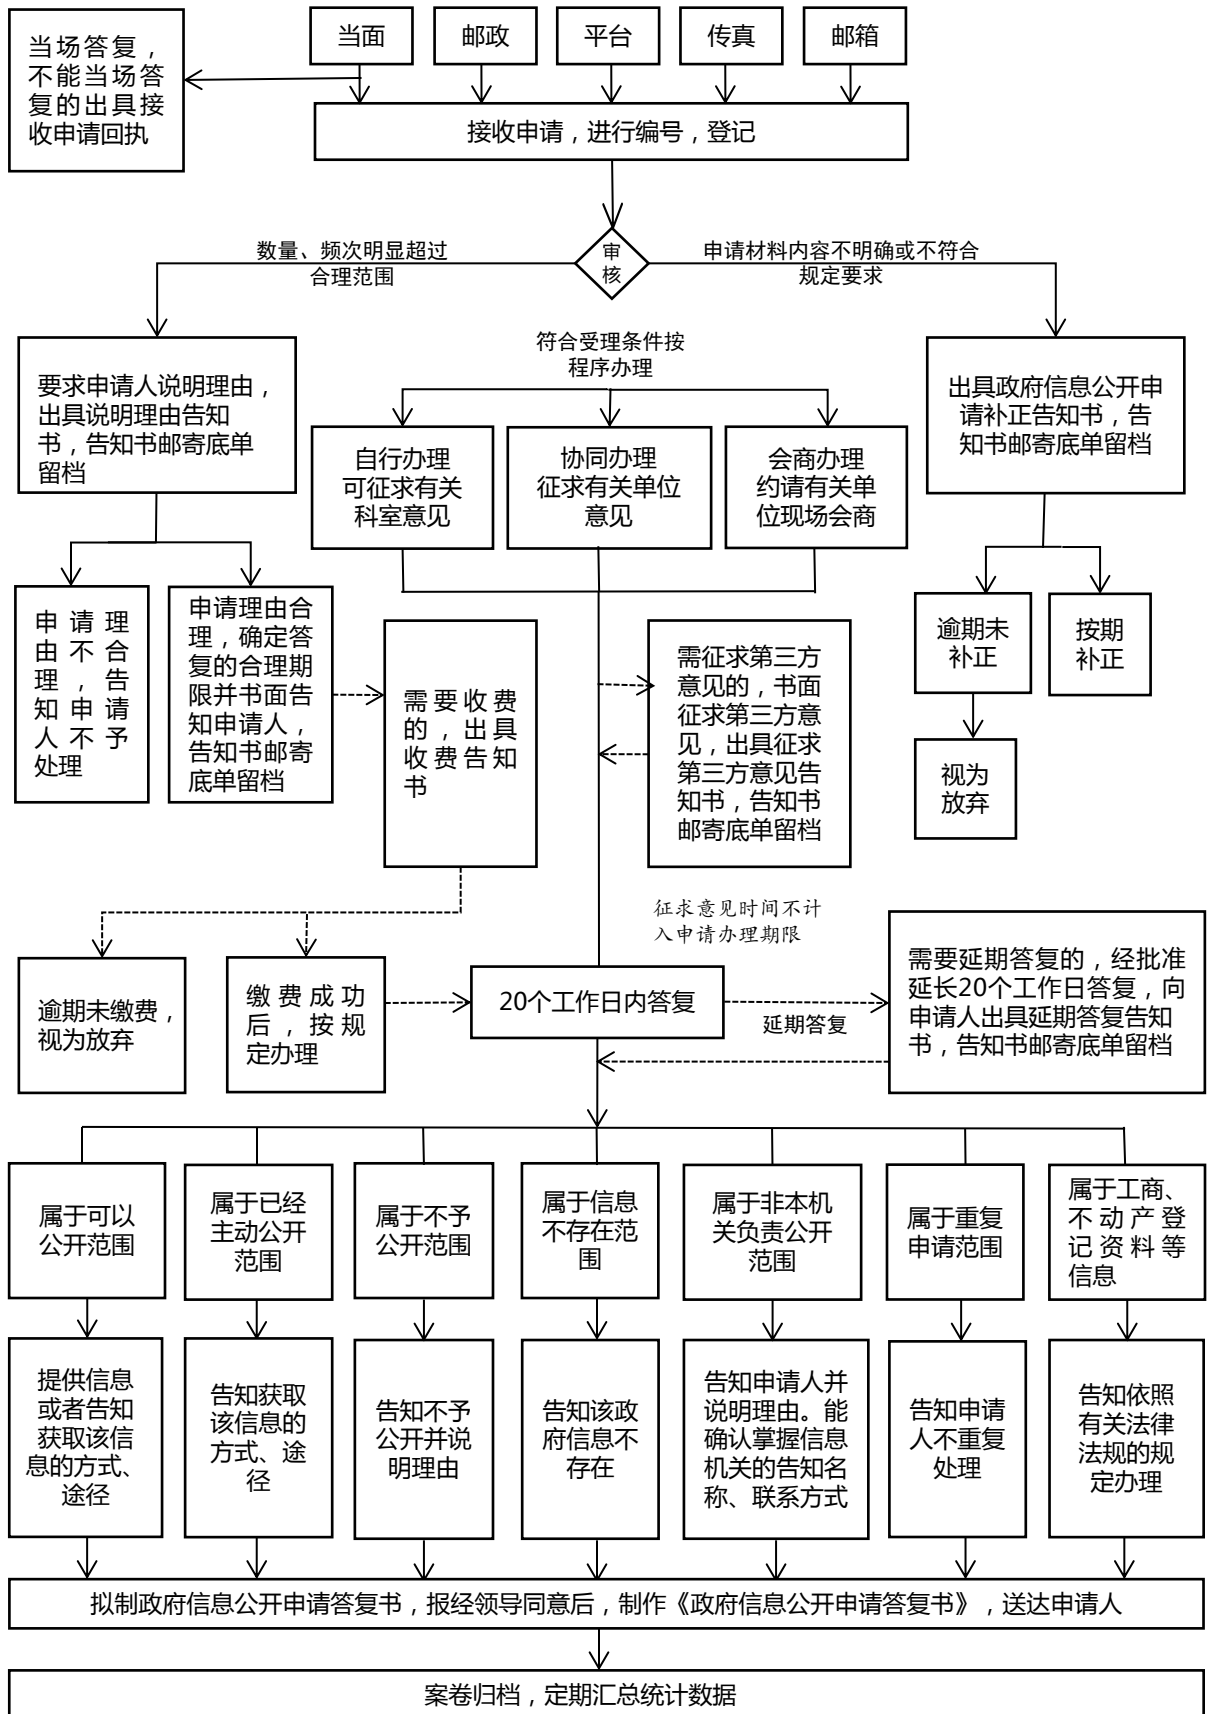 当场答复，
不能当场答
复的出具接
收申请回执
当面
邮政
平台
传真
邮箱
接收申请，进行编号，登记
数量、频次明显超过
合理范围
审
核
申请材料内容不明确或不符合
规定要求
符合受理条件按
程序办理
要求申请人说明理由，
出具说明理由告知
书，告知书邮寄底单
留档
自行办理
可征求有关
科室意见
协同办理
征求有关单位
意见
会商办理
约请有关单
位现场会商
出具政府信息公开申
请补正告知书，告
知书邮寄底单留档
申请理
由不合
理，告
知申请
人不予
处理
申请理由合
理，确定答
复的合理期
限并书面告
知申请人，
告知书邮寄
底单留档
需要收费
的，出具
收费告知
书
需征求第三方
意见的，书面
征求第三方意
见，出具征求
第三方意见告
知书，告知书
邮寄底单留档
逾期未
补正
按期
补正
视为
放弃
征求意见时间不计
入申请办理期限
逾期未缴费，
视为放弃
缴费成功
后，按规
定办理
20个工作日内答复
延期答复
需要延期答复的，经批准
延长20个工作日答复，向
申请人出具延期答复告知
书，告知书邮寄底单留档
属于可以
公开范围
属于已经
主动公开
范围
属于不予
公开范围
属于信息
不存在范
围
属于非本机
关负责公开
范围
属于重复
申请范围
属于工商、
不动产登
记资料等
信息
提供信息
或者告知
获取该信
息的方式、
途径
告知获取
该信息的
方式、途
径
告知不予
公开并说
明理由
告知该政
府信息不
存在
告知申请人并
说明理由。能
确认掌握信息
机关的告知名
称、联系方式
告知申请
人不重复
处理
告知依照
有关法律
法规的规
定办理
拟制政府信息公开申请答复书，报经领导同意后，制作《政府信息公开申请答复书》，送达申请人
案卷归档，定期汇总统计数据